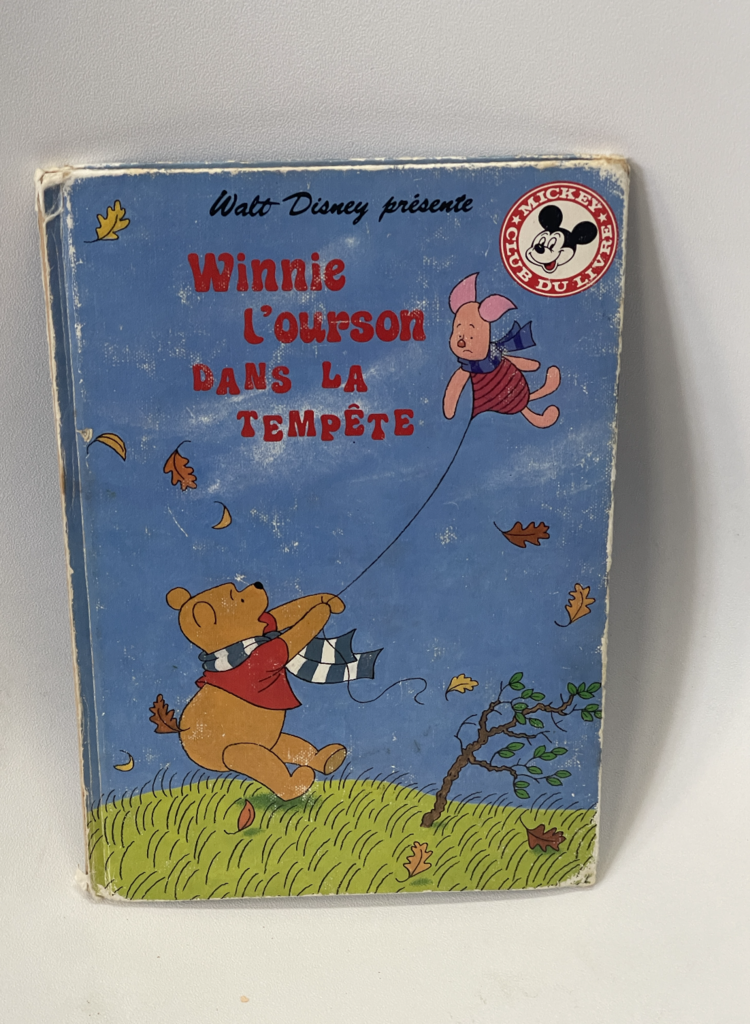 Walt Disney présente
MICKEY
CLUB DU LIVRE
Winnie
l'ourson
DANS LA
TEMPÊTE